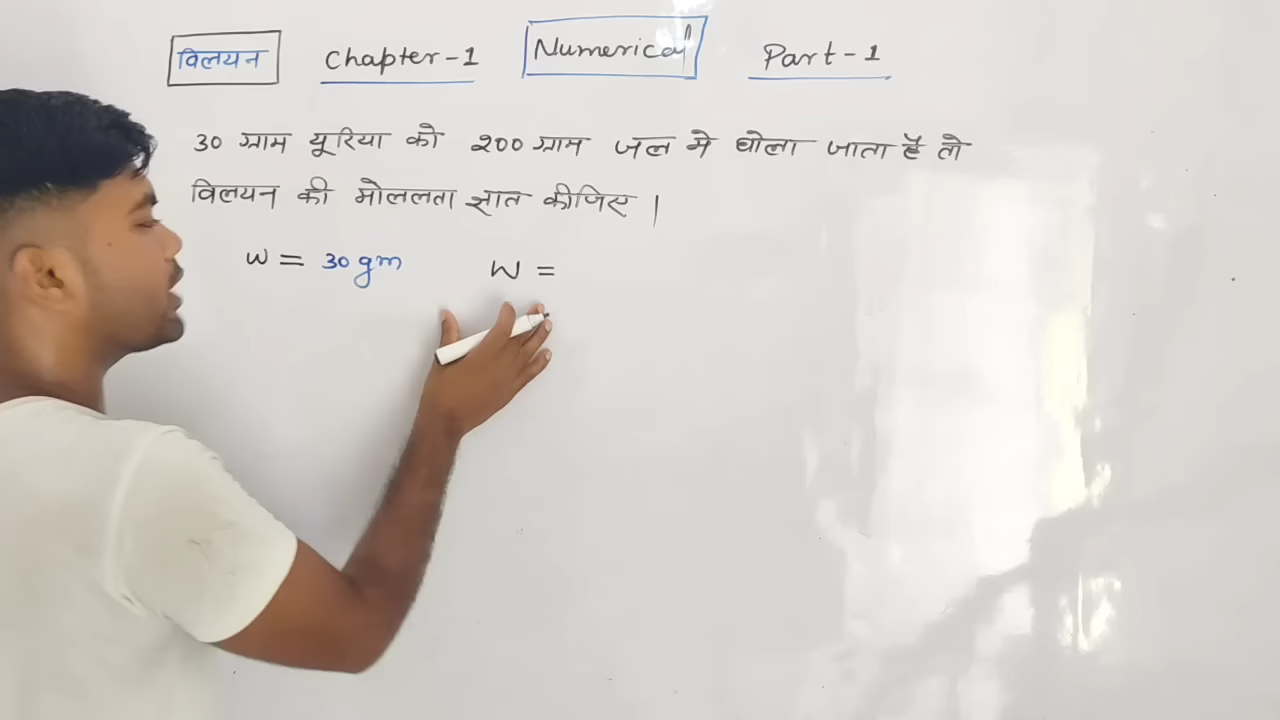 विलयन Chapter-1 Numerical Part-1
30 ग्राम यूरिया को 200 ग्राम जल मे घोला जाता है तो
विलयन की मोललता ज्ञात कीजिए |
w = 30 gm W =